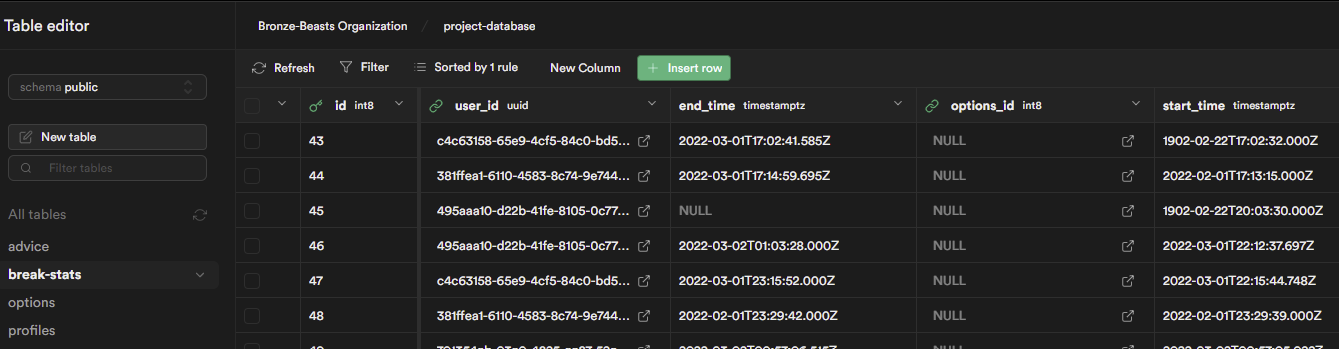 Table editor
Bronze-Beasts Organization / project-database
Refresh Filter Sorted by 1 rule New Column + Insert row
schema public
New table
Filter tables
All tables
advice
break-stats
options
profiles
id int8 user_id uuid end_time timestamptz options_id int8 start_time timestamptz
43 c4c63158-65e9-4cf5-84c0-bd5... 2022-03-01T17:02:41.585Z NULL 1902-02-22T17:02:32.000Z
44 381ffea1-6110-4583-8c74-9e744... 2022-03-01T17:14:59.695Z NULL 2022-02-01T17:13:15.000Z
45 495aaa10-d22b-41fe-8105-0c77... NULL NULL 1902-02-22T20:03:30.000Z
46 495aaa10-d22b-41fe-8105-0c77... 2022-03-02T01:03:28.000Z NULL 2022-03-01T22:12:37.697Z
47 c4c63158-65e9-4cf5-84c0-bd5... 2022-03-01T23:15:52.000Z NULL 2022-03-01T22:15:44.748Z
48 381ffea1-6110-4583-8c74-9e744... 2022-02-01T23:29:42.000Z NULL 2022-02-01T23:29:39.000Z